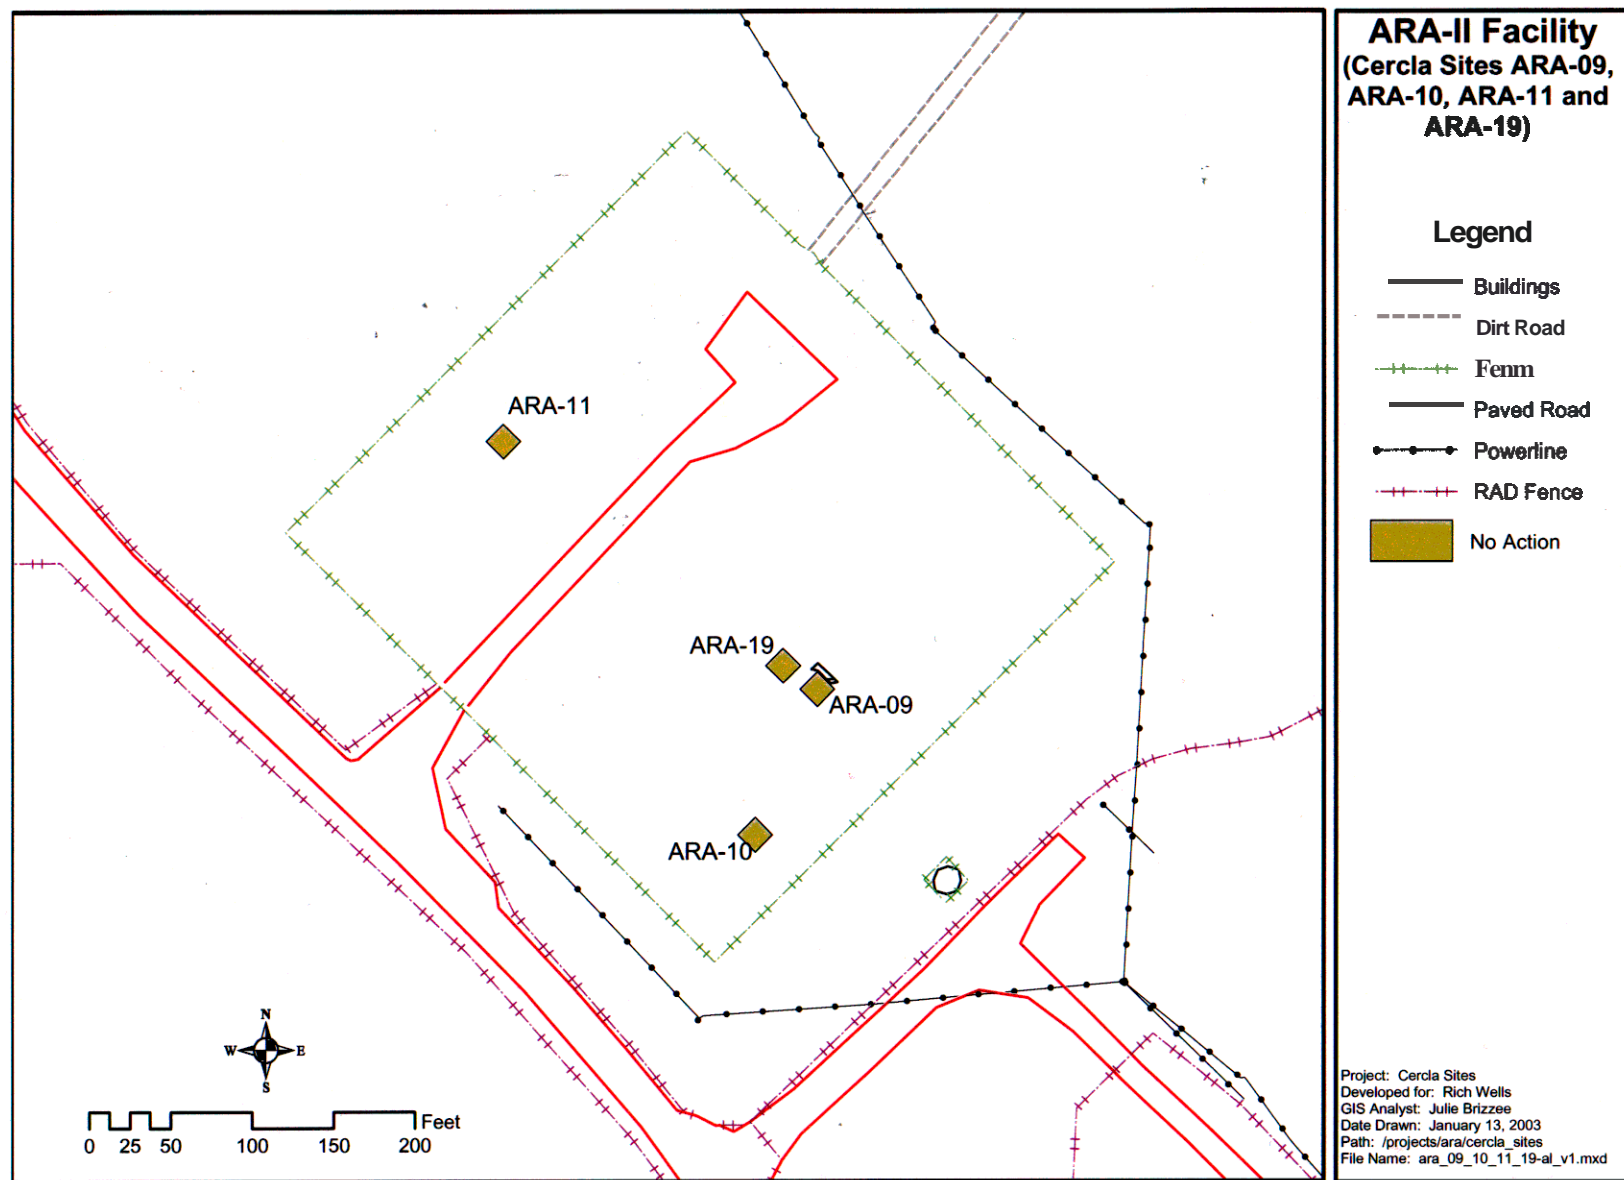 ARA-II Facility
(Cercla Sites ARA-09,
ARA-10, ARA-11 and
ARA-19)
Legend
Buildings
Dirt Road
Fenm
Paved Road
Powerline
RAD Fence
No Action
ARA-11
ARA-19
ARA-09
ARA-10
N
W E
S
Feet
0 25 50 100 150 200
Project: Cercla Sites
Developed for: Rich Wells
GIS Analyst: Julie Brizzee
Date Drawn: January 13, 2003
Path: /projects/ara/cercla_sites
File Name: ara_09_10_11_19-al_v1.mxd